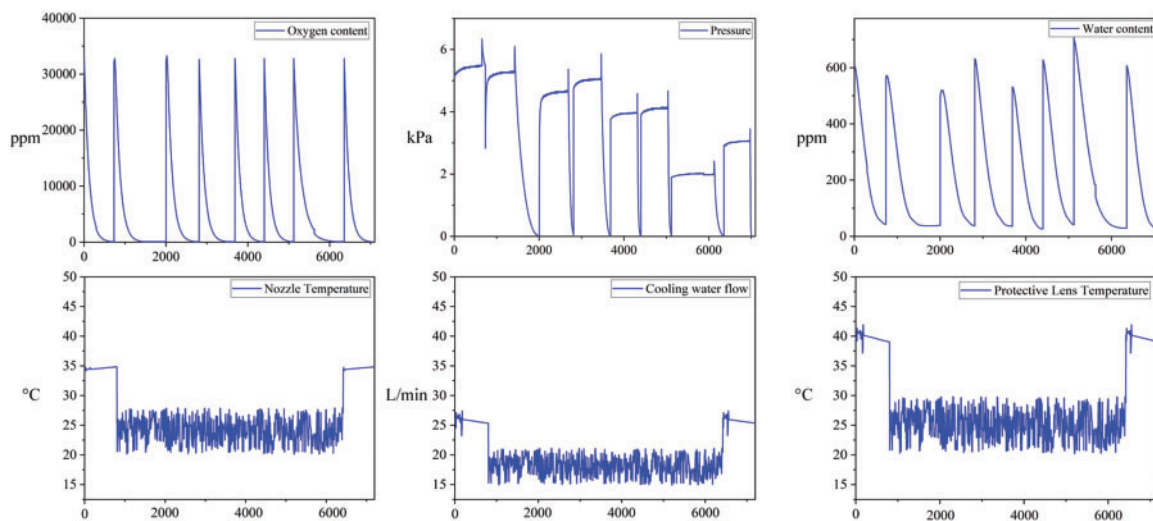 40000
30000
20000
10000
0
ppm
Oxygen content
0 2000 4000 6000
6
4
2
0
kPa
Pressure
0 2000 4000 6000
600
400
200
0
ppm
Water content
0 2000 4000 6000
50
45
40
35
30
25
20
15
°C
Nozzle Temperature
0 2000 4000 6000
50
45
40
35
30
25
20
15
L/min
Cooling water flow
0 2000 4000 6000
50
45
40
35
30
25
20
15
°C
Protective Lens Temperature
0 2000 4000 6000